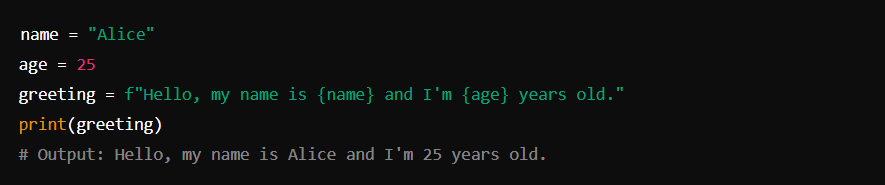 name = "Alice"
age = 25
greeting = f"Hello, my name is {name} and I'm {age} years old."
print(greeting)
# Output: Hello, my name is Alice and I'm 25 years old.